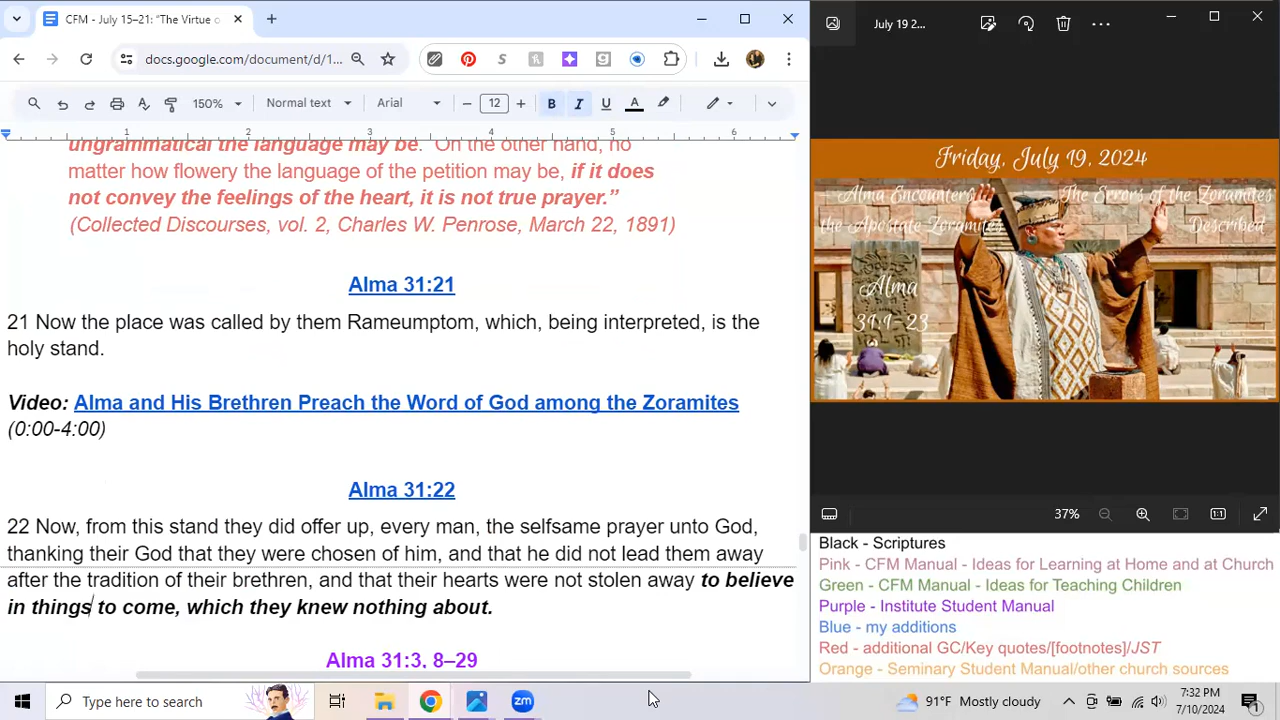 CFM - July 15–21: "The Virtue o
docs.google.com/document/d/1...
150%
Normal text
Arial
12
B
I
U
A
1
2
3
4
5
6
ungrammatical the language may be. On the other hand, no
matter how flowery the language of the petition may be, if it does
not convey the feelings of the heart, it is not true prayer."
(Collected Discourses, vol. 2, Charles W. Penrose, March 22, 1891)
Alma 31:21
21 Now the place was called by them Rameumptom, which, being interpreted, is the
holy stand.
Video: Alma and His Brethren Preach the Word of God among the Zoramites
(0:00-4:00)
Alma 31:22
22 Now, from this stand they did offer up, every man, the selfsame prayer unto God,
thanking their God that they were chosen of him, and that he did not lead them away
after the tradition of their brethren, and that their hearts were not stolen away to believe
in things to come, which they knew nothing about.
Alma 31:3, 8–29
July 19 2...
Friday, July 19, 2024
Alma Encounters
the Apostate Zoramites
The Errors of the Zoramites
Described
Alma
31:1-23
37%
1:1
Black - Scriptures
Pink - CFM Manual - Ideas for Learning at Home and at Church
Green - CFM Manual - Ideas for Teaching Children
Purple - Institute Student Manual
Blue - my additions
Red - additional GC/Key quotes/[footnotes]/JST
Orange - Seminary Student Manual/other church sources
Type here to search
zm
91°F Mostly cloudy
7:32 PM
7/10/2024
1